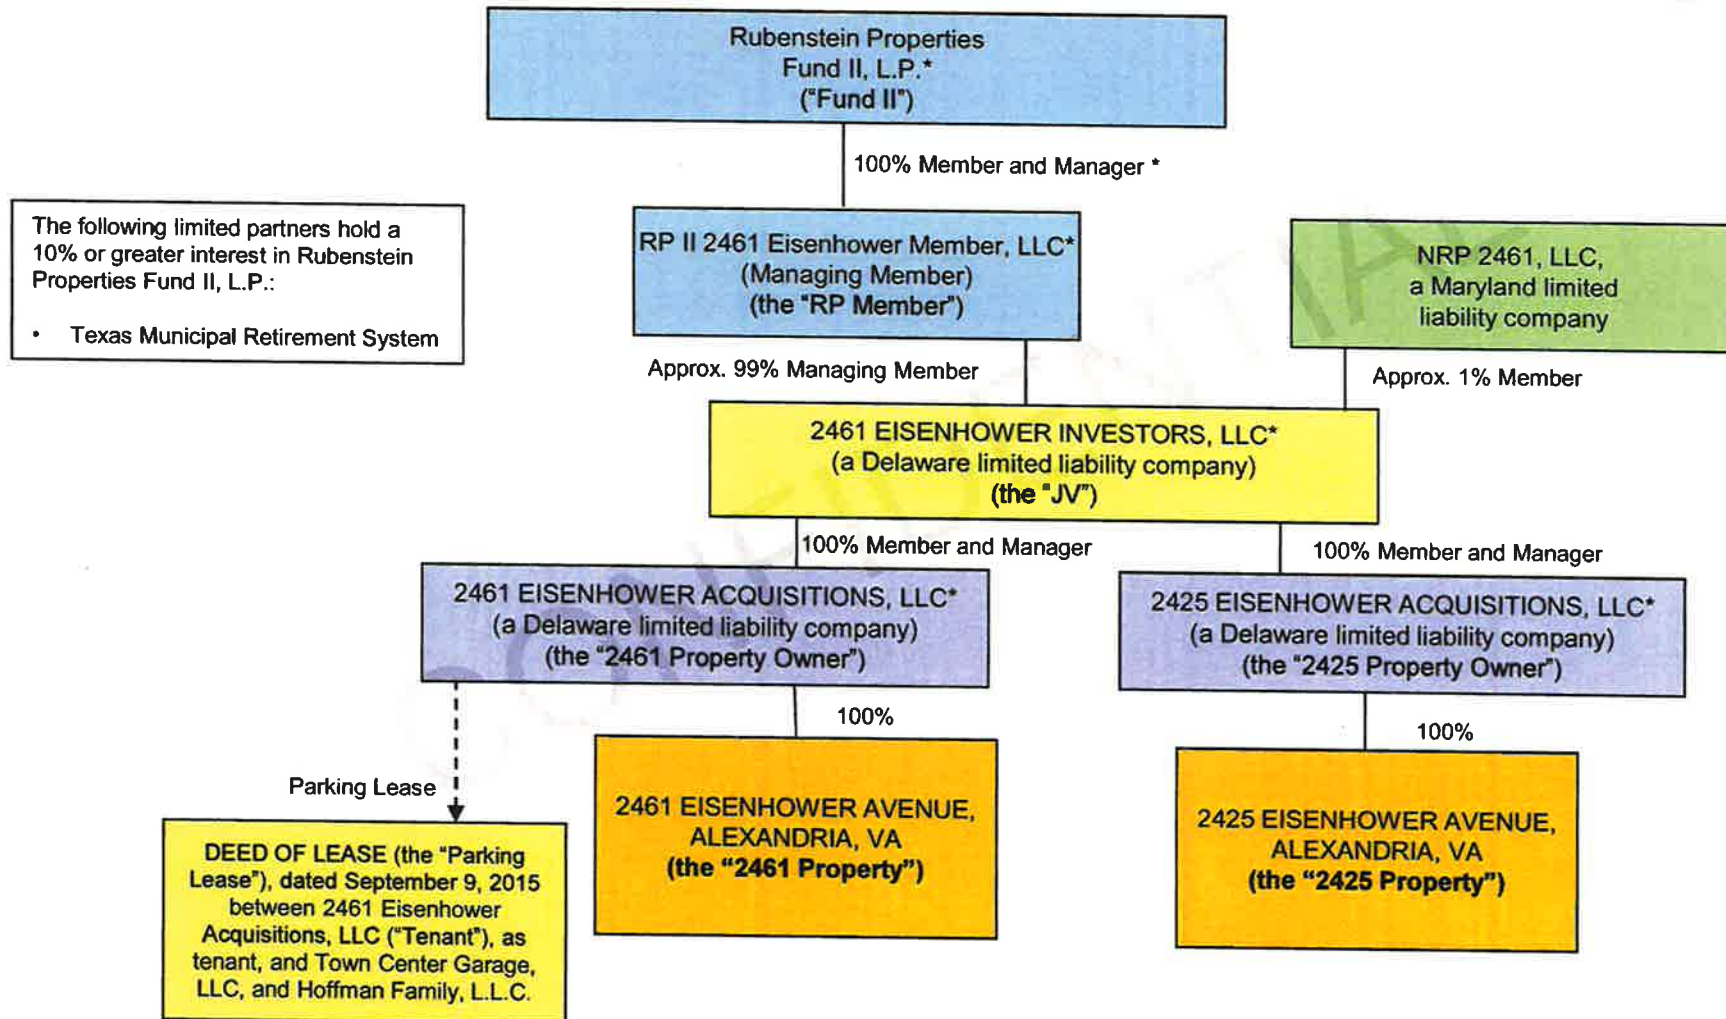 Rubenstein Properties
Fund II, L.P.*
("Fund II")
100% Member and Manager *
The following limited partners hold a
10% or greater interest in Rubenstein
Properties Fund II, L.P.:
• Texas Municipal Retirement System
RP II 2461 Eisenhower Member, LLC*
(Managing Member)
(the "RP Member")
NRP 2461, LLC,
a Maryland limited
liability company
Approx. 99% Managing Member
Approx. 1% Member
2461 EISENHOWER INVESTORS, LLC*
(a Delaware limited liability company)
(the "JV")
100% Member and Manager
100% Member and Manager
2461 EISENHOWER ACQUISITIONS, LLC*
(a Delaware limited liability company)
(the "2461 Property Owner")
2425 EISENHOWER ACQUISITIONS, LLC*
(a Delaware limited liability company)
(the "2425 Property Owner")
100%
100%
Parking Lease
DEED OF LEASE (the "Parking
Lease"), dated September 9, 2015
between 2461 Eisenhower
Acquisitions, LLC ("Tenant"), as
tenant, and Town Center Garage,
LLC, and Hoffman Family, L.L.C.
2461 EISENHOWER AVENUE,
ALEXANDRIA, VA
(the "2461 Property")
2425 EISENHOWER AVENUE,
ALEXANDRIA, VA
(the "2425 Property")
CONFIDENTIAL